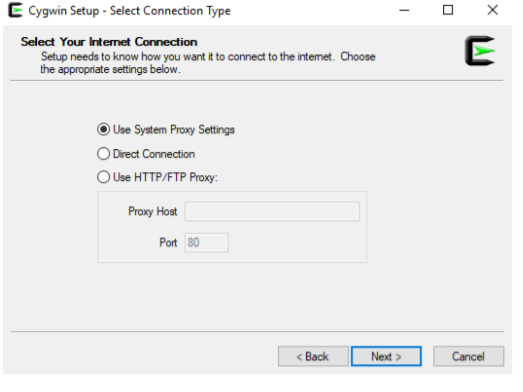 Cygwin Setup - Select Connection Type
Select Your Internet Connection
Setup needs to know how you want it to connect to the internet. Choose
the appropriate settings below.
Use System Proxy Settings
Direct Connection
Use HTTP/FTP Proxy:
Proxy Host
Port 80
< Back Next > Cancel